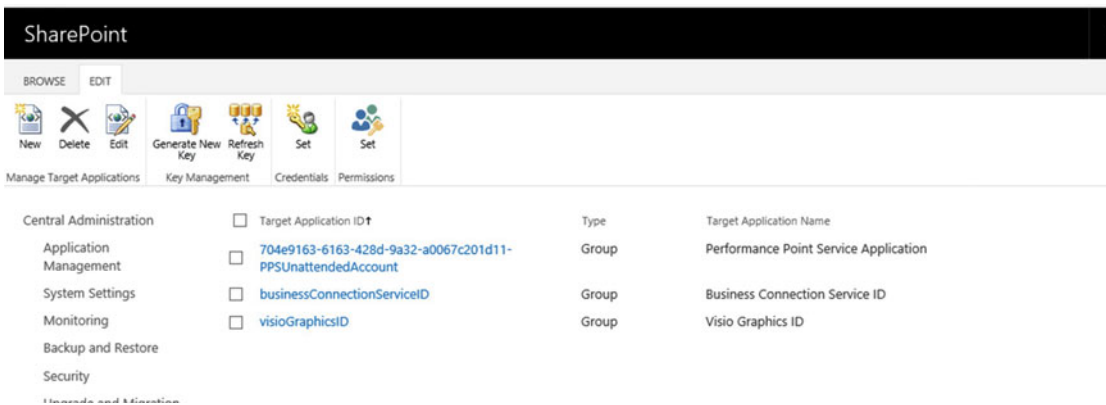 SharePoint
BROWSE EDIT
New Delete Edit Generate New Key Refresh Key Set Set
Manage Target Applications Key Management Credentials Permissions
Central Administration
Application Management
System Settings
Monitoring
Backup and Restore
Security
Upgrade and Migration
Target Application ID↑ Type Target Application Name
704e9163-6163-428d-9a32-a0067c201d11-
PPSUnattendedAccount Group Performance Point Service Application
businessConnectionServiceID Group Business Connection Service ID
visioGraphicsID Group Visio Graphics ID